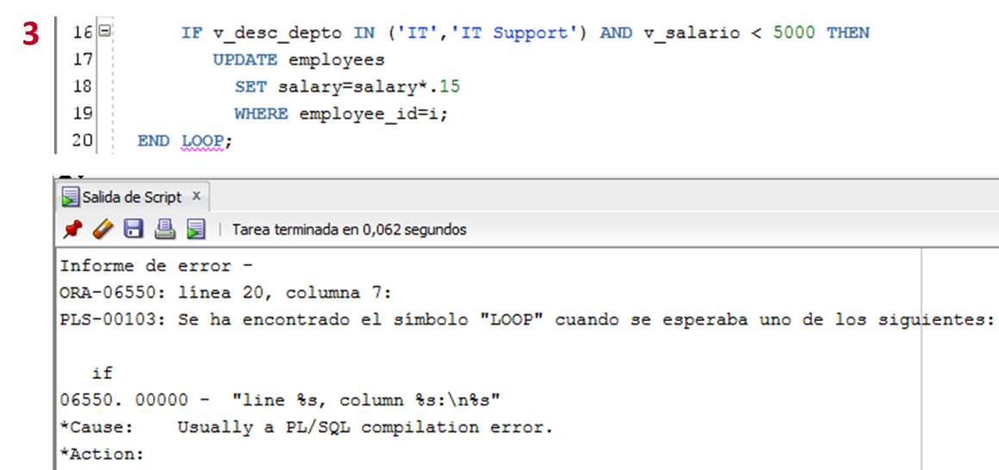 3
16 IF v_desc_depto IN ('IT','IT Support') AND v_salario < 5000 THEN
17 UPDATE employees
18 SET salary=salary*.15
19 WHERE employee_id=i;
20 END LOOP;
Salida de Script x
Tarea terminada en 0,062 segundos
Informe de error -
ORA-06550: línea 20, columna 7:
PLS-00103: Se ha encontrado el símbolo "LOOP" cuando se esperaba uno de los siguientes:
if
06550. 00000 - "line %s, column %s:\n%s"
*Cause: Usually a PL/SQL compilation error.
*Action: